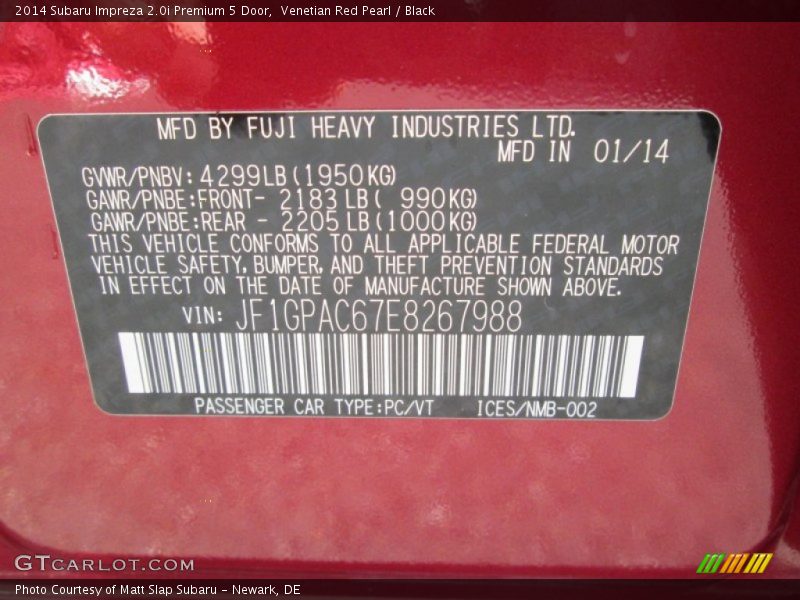 2014 Subaru Impreza 2.0i Premium 5 Door,  Venetian Red Pearl / Black
MFD BY FUJI HEAVY INDUSTRIES LTD.
MFD IN 01/14
GVWR/PNBV: 4299LB (1950KG)
GAWR/PNBE:FRONT- 2183 LB ( 990KG)
GAWR/PNBE:REAR - 2205 LB (1000KG)
THIS VEHICLE CONFORMS TO ALL APPLICABLE FEDERAL MOTOR
VEHICLE SAFETY, BUMPER, AND THEFT PREVENTION STANDARDS
IN EFFECT ON THE DATE OF MANUFACTURE SHOWN ABOVE.
VIN: JF1GPAC67E8267988
PASSENGER CAR TYPE:PC/VT ICES/NMB-002
GTCARLOT.COM
Photo Courtesy of Matt Slap Subaru - Newark, DE